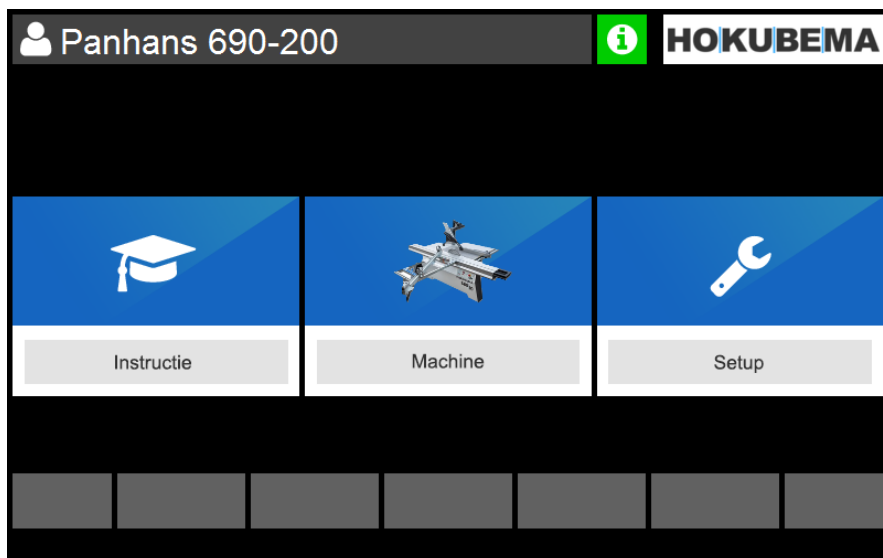 Panhans 690-200
HOKUBEMA
Instructie
Machine
Setup